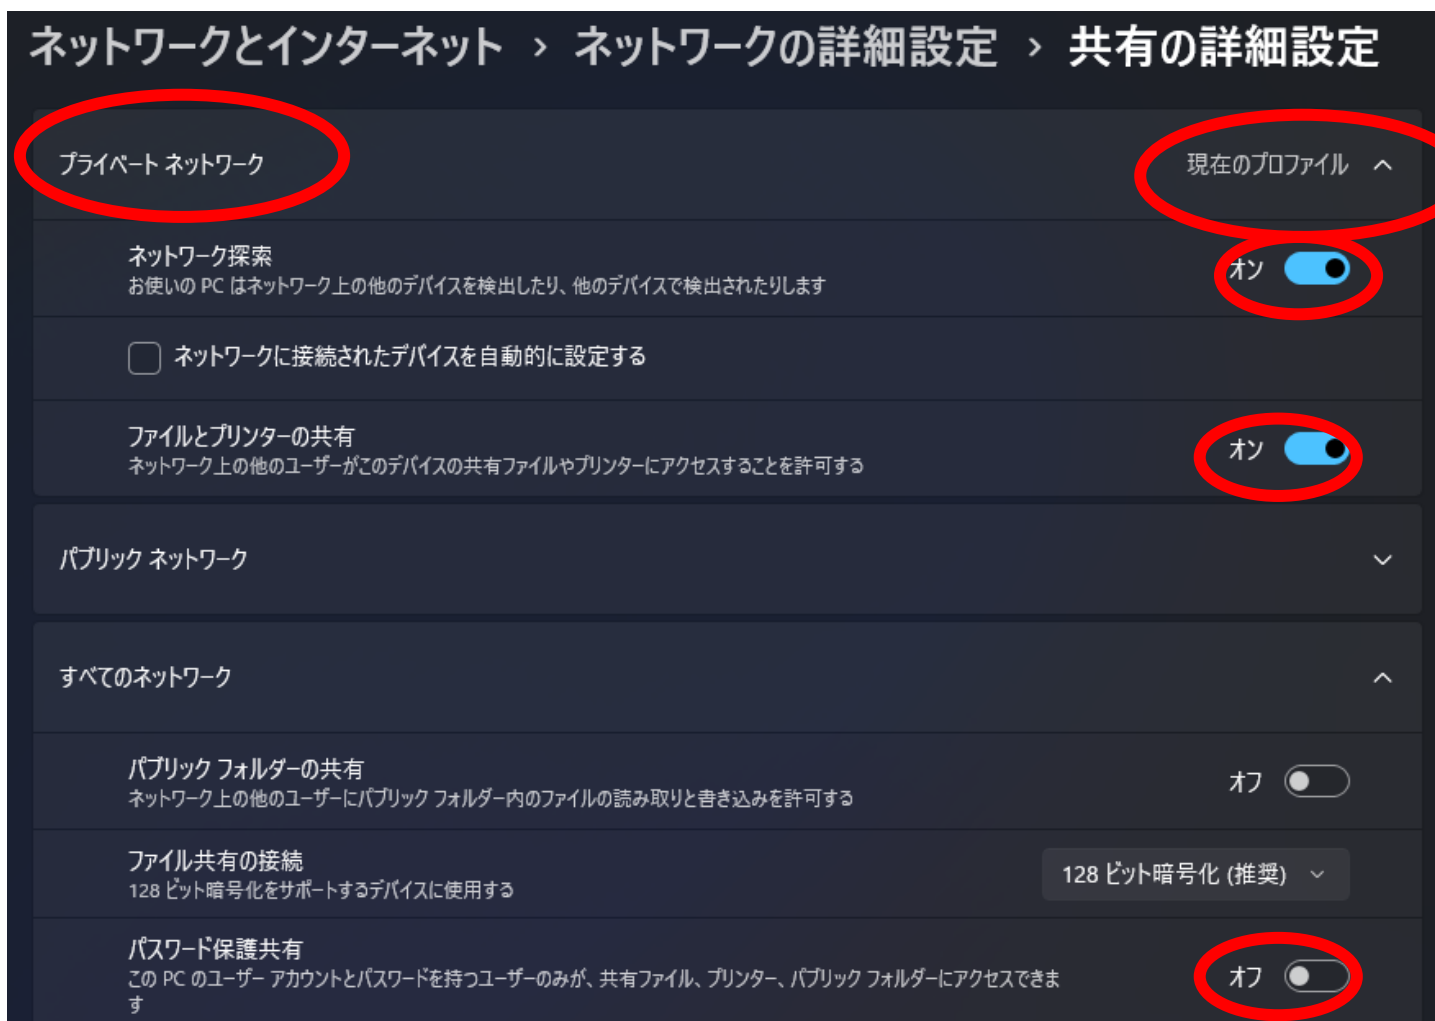 ネットワークとインターネット › ネットワークの詳細設定 › 共有の詳細設定
プライベート ネットワーク 現在のプロファイル
ネットワーク探索
お使いの PC はネットワーク上の他のデバイスを検出したり、他のデバイスで検出されたりします
オン
ネットワークに接続されたデバイスを自動的に設定する
ファイルとプリンターの共有
ネットワーク上の他のユーザーがこのデバイスの共有ファイルやプリンターにアクセスすることを許可する
オン
パブリック ネットワーク
すべてのネットワーク
パブリック フォルダーの共有
ネットワーク上の他のユーザーにパブリック フォルダー内のファイルの読み取りと書き込みを許可する
オフ
ファイル共有の接続
128 ビット暗号化をサポートするデバイスに使用する
128 ビット暗号化 (推奨)
パスワード保護共有
この PC のユーザー アカウントとパスワードを持つユーザーのみが、共有ファイル、プリンター、パブリック フォルダーにアクセスできま
す
オフ